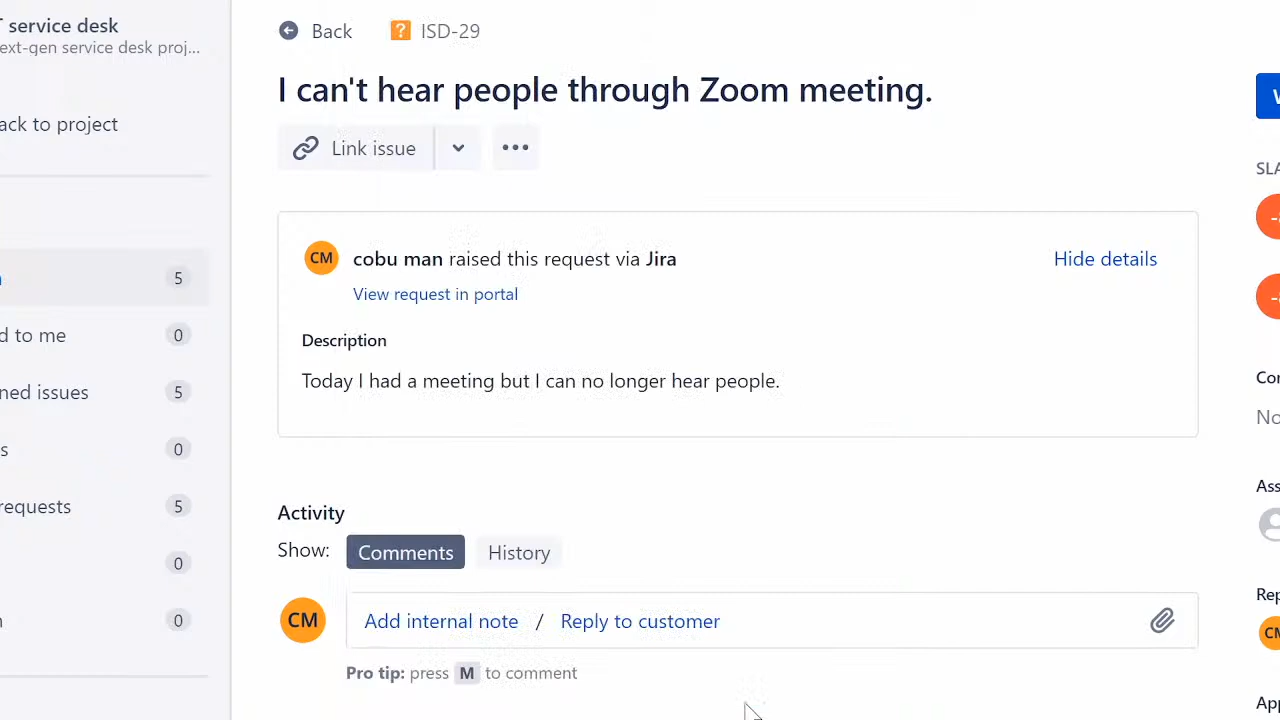 service desk
ext-gen service desk proj...
ack to project
5
d to me
0
ned issues
5
s
0
requests
5
0
0
Back
ISD-29
I can't hear people through Zoom meeting.
Link issue
CM
cobu man raised this request via Jira
Hide details
View request in portal
Description
Today I had a meeting but I can no longer hear people.
Activity
Show:
Comments
History
CM
Add internal note / Reply to customer
Pro tip: press M to comment
SLA
Con
No
Ass
Rep
CM
App